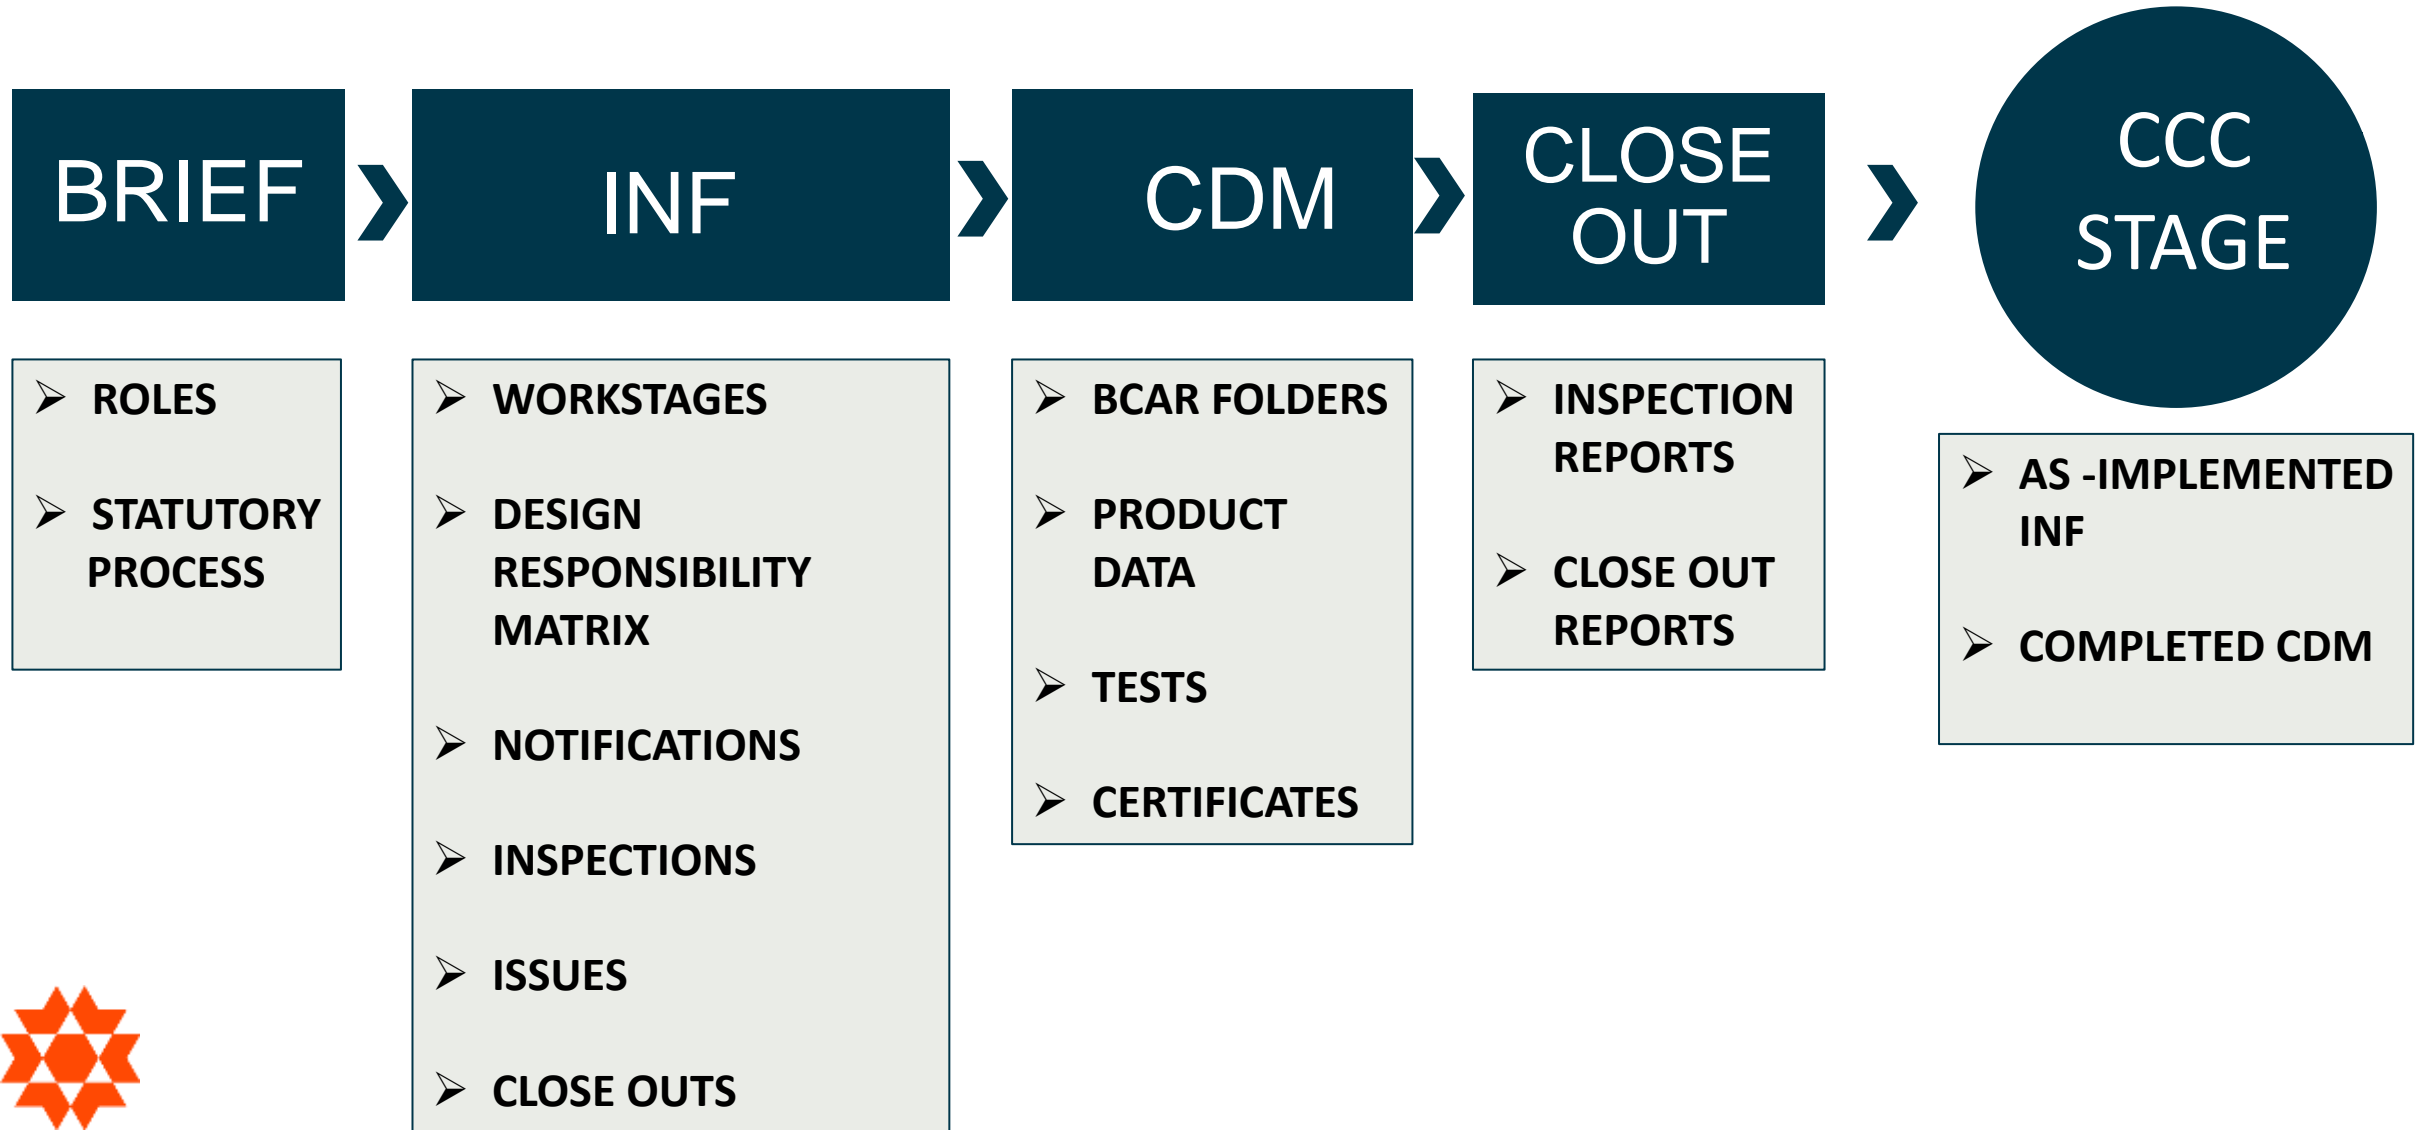 BRIEF
INF
CDM
CLOSE
OUT
CCC
STAGE
ROLES
STATUTORY
PROCESS
WORKSTAGES
DESIGN
RESPONSIBILITY
MATRIX
NOTIFICATIONS
INSPECTIONS
ISSUES
CLOSE OUTS
BCAR FOLDERS
PRODUCT
DATA
TESTS
CERTIFICATES
INSPECTION
REPORTS
CLOSE OUT
REPORTS
AS -IMPLEMENTED
INF
COMPLETED CDM